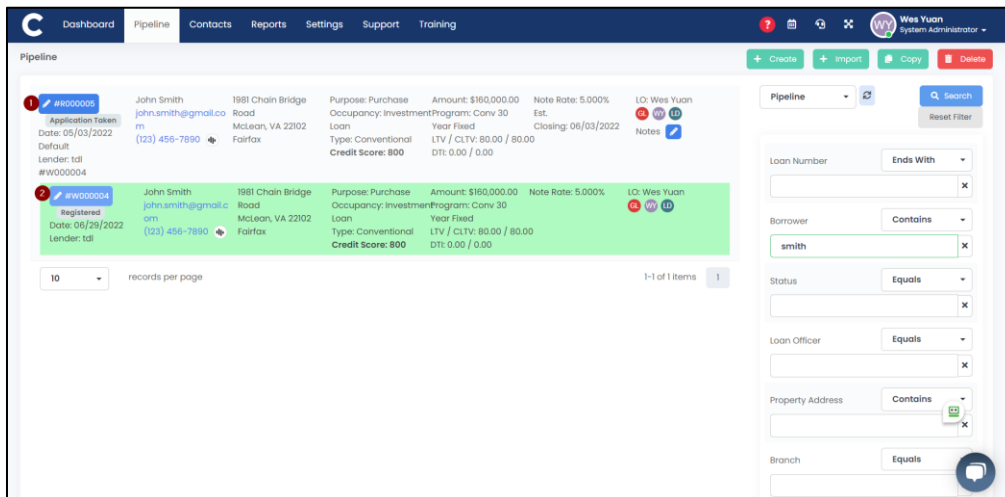 C Dashboard Pipeline Contacts Reports Settings Support Training
? WY Wes Yuan
System Administrator
Pipeline
+ Create + Import Copy Delete
1 #R000005
Application Taken
Date: 05/03/2022
Default
Lender: tdl
#W000004
John Smith
john.smith@gmail.co
m
(123) 456-7890
1981 Chain Bridge
Road
McLean, VA 22102
Fairfax
Purpose: Purchase
Occupancy: Investment
Loan
Type: Conventional
Credit Score: 800
Amount: $160,000.00
Program: Conv 30
Year Fixed
LTV / CLTV: 80.00 / 80.00
DTI: 0.00 / 0.00
Note Rate: 5.000%
Est.
Closing: 06/03/2022
LO: Wes Yuan
GL WY LD
Notes
2 #W000004
Registered
Date: 06/29/2022
Lender: tdl
John Smith
john.smith@gmail.c
om
(123) 456-7890
1981 Chain Bridge
Road
McLean, VA 22102
Fairfax
Purpose: Purchase
Occupancy: Investment
Loan
Type: Conventional
Credit Score: 800
Amount: $160,000.00
Program: Conv 30
Year Fixed
LTV / CLTV: 80.00 / 80.00
DTI: 0.00 / 0.00
Note Rate: 5.000%
LO: Wes Yuan
GL WY LD
10 records per page
1-1 of 1 items 1
Pipeline Search
Reset Filter
Loan Number Ends With
Borrower Contains
smith
Status Equals
Loan Officer Equals
Property Address Contains
Branch Equals